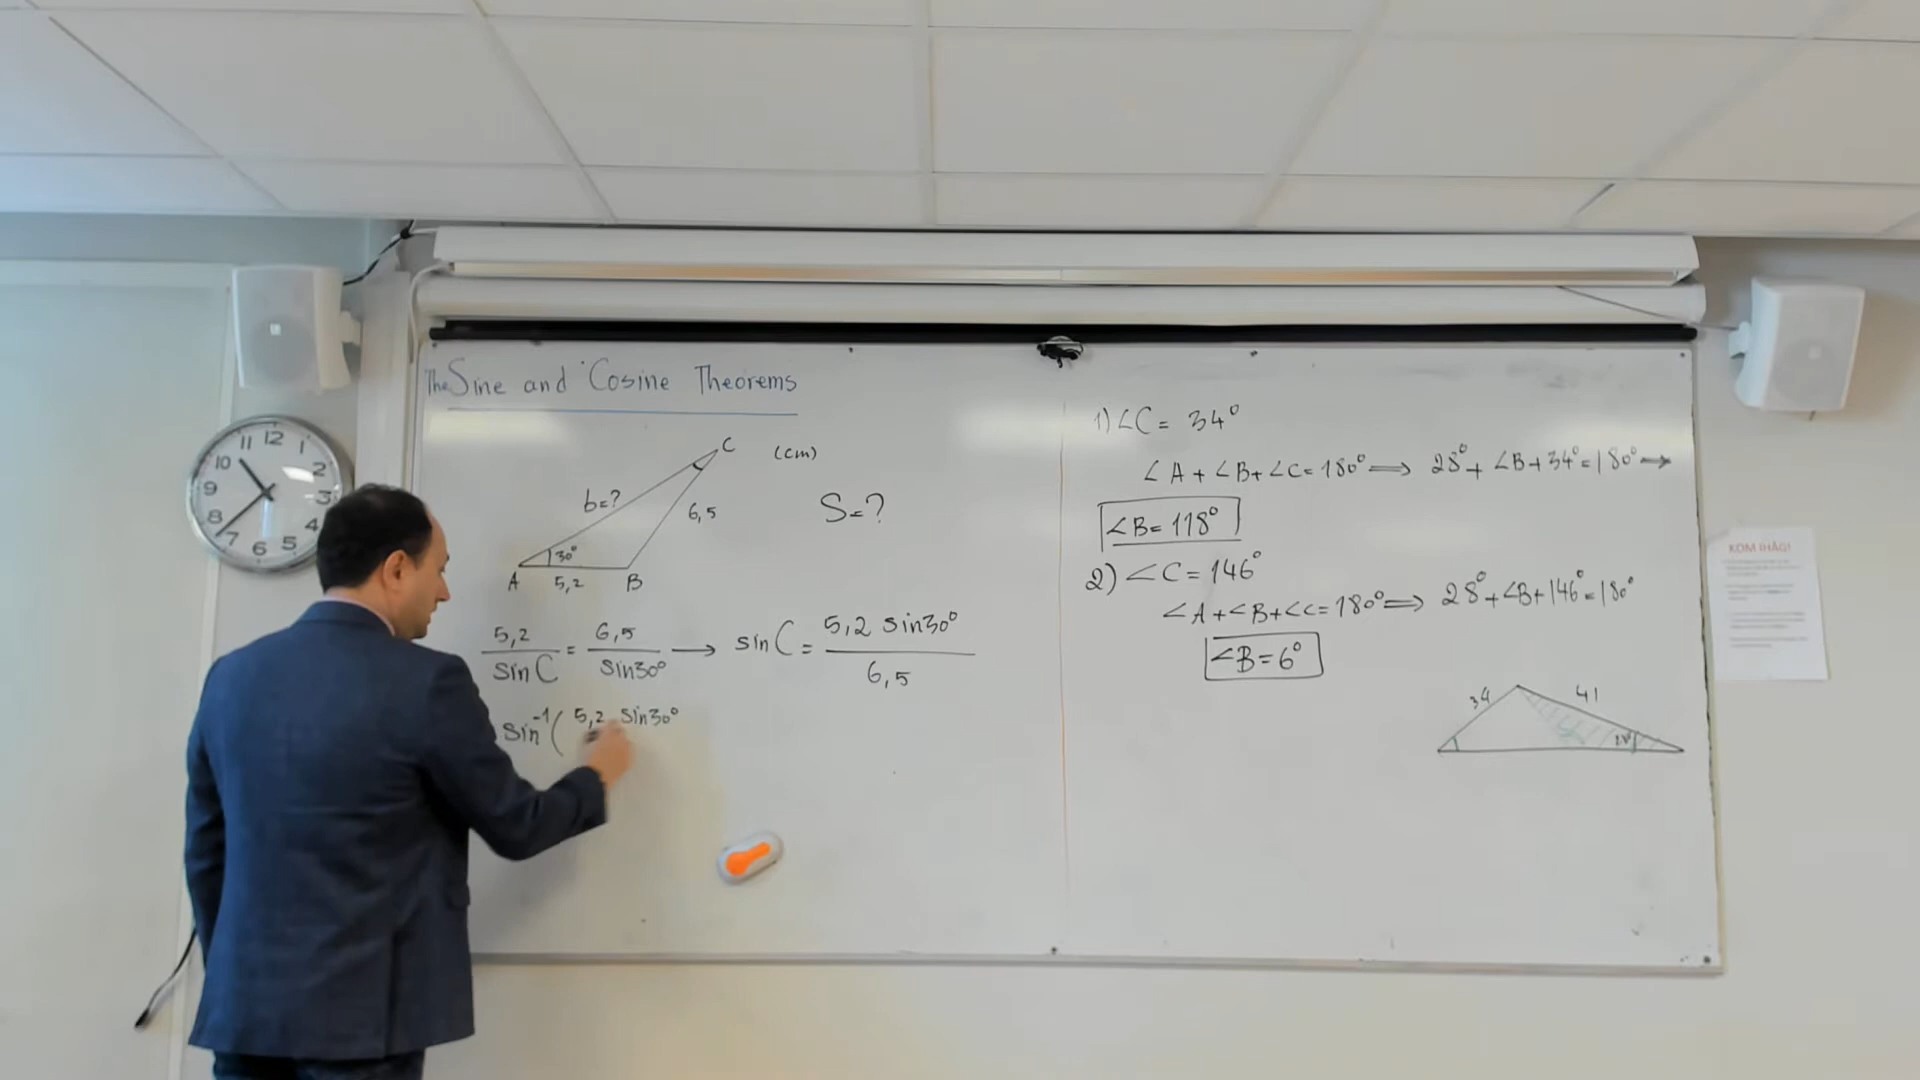 The Sine and Cosine Theorems
C
(cm)
b=?
6,5
S=?
30°
A
5,2
B
5,2 / sin C = 6,5 / sin30° → sin C = 5,2 sin30° / 6,5
sin⁻¹( 5,2 sin30°
1) ∠C = 34°
∠A + ∠B + ∠C = 180° ⟹ 28° + ∠B + 34° = 180° ⟹
∠B = 118°
2) ∠C = 146°
∠A + ∠B + ∠C = 180° ⟹ 28° + ∠B + 146° = 180°
∠B = 6°
34
41
28°
KOM IHÅG!
12
1
2
3
4
5
6
7
8
9
10
11